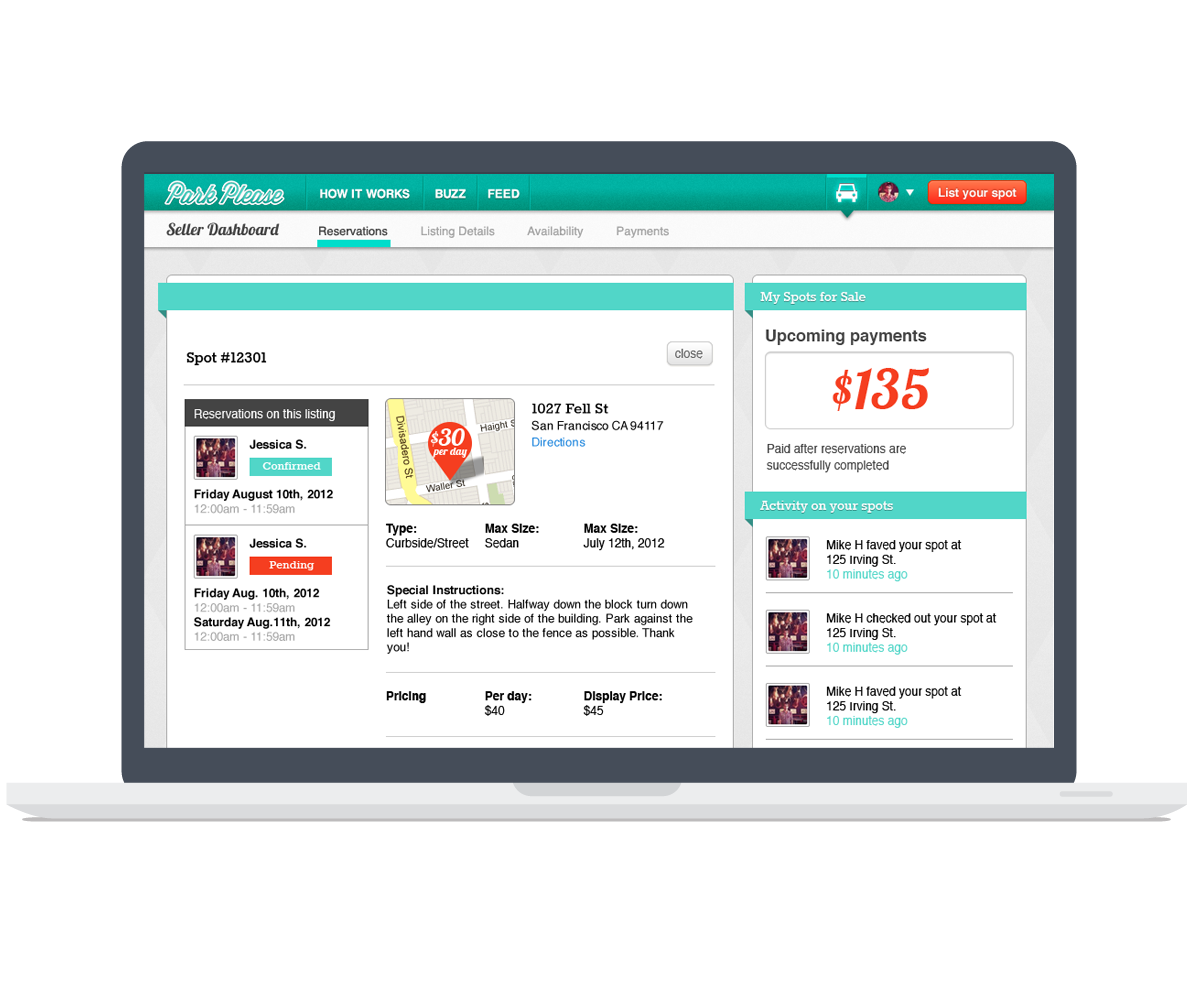 Park Please
HOW IT WORKS
BUZZ
FEED
List your spot
Seller Dashboard
Reservations
Listing Details
Availability
Payments
Spot #12301
close
Reservations on this listing
Jessica S.
Confirmed
Friday August 10th, 2012
12:00am - 11:59am
Jessica S.
Pending
Friday Aug. 10th, 2012
12:00am - 11:59am
Saturday Aug.11th, 2012
12:00am - 11:59am
Divisadero St
Haight S
$30
per day
Waller St
1027 Fell St
San Francisco CA 94117
Directions
Type:
Curbside/Street
Max Size:
Sedan
Max Size:
July 12th, 2012
Special Instructions:
Left side of the street. Halfway down the block turn down
the alley on the right side of the building. Park against the
left hand wall as close to the fence as possible. Thank
you!
Pricing
Per day:
$40
Display Price:
$45
My Spots for Sale
Upcoming payments
$135
Paid after reservations are
successfully completed
Activity on your spots
Mike H faved your spot at
125 irving St.
10 minutes ago
Mike H checked out your spot at
125 irving St.
10 minutes ago
Mike H faved your spot at
125 irving St.
10 minutes ago